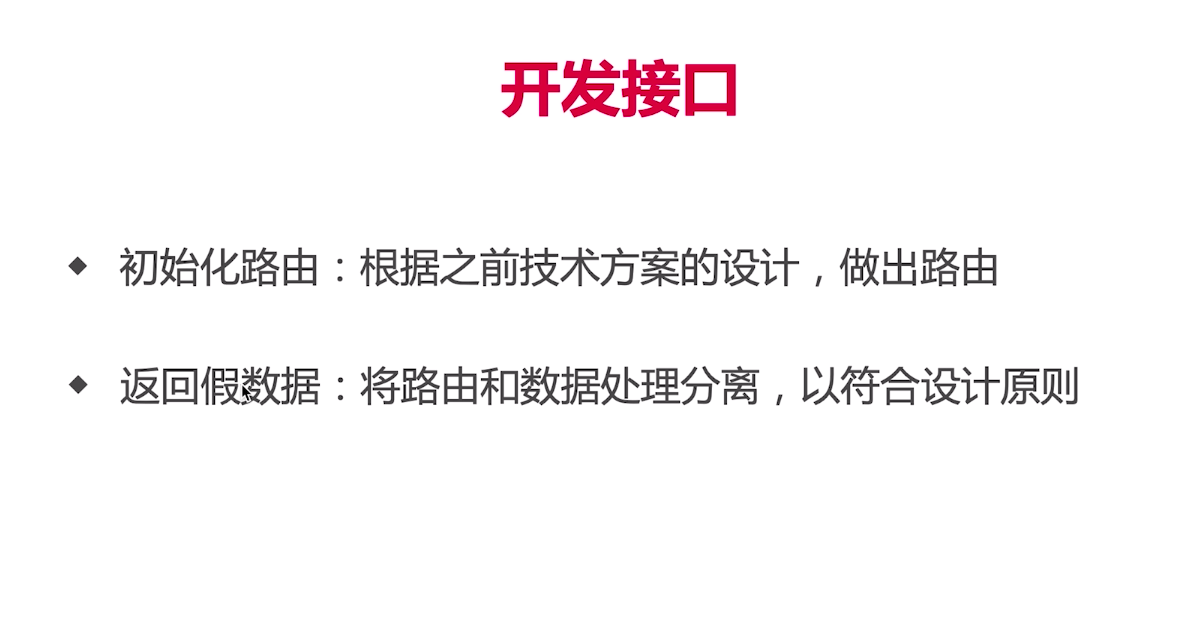 开发接口
◆ 初始化路由：根据之前技术方案的设计，做出路由
◆ 返回假数据：将路由和数据处理分离，以符合设计原则